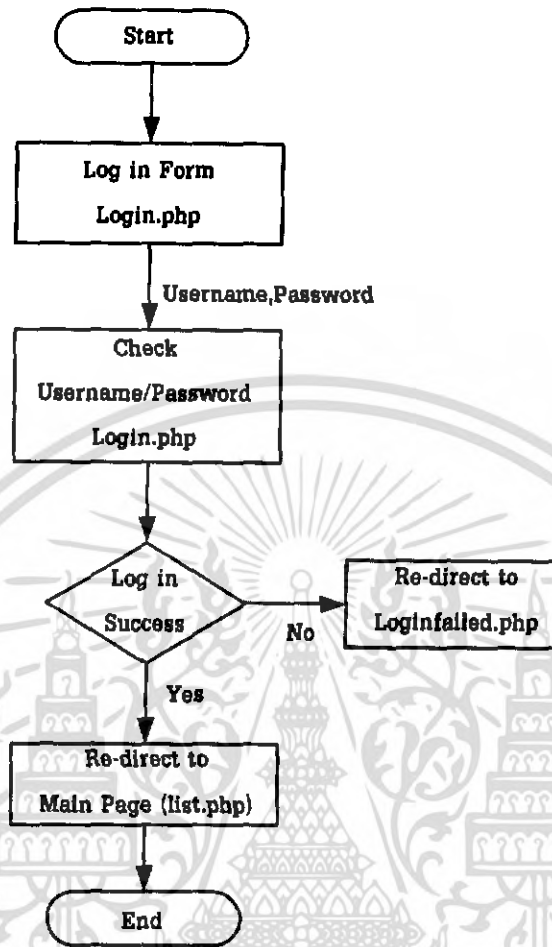 Start
Log in Form
Login.php
Username,Password
Check
Username/Password
Login.php
Log in
Success
No
Re-direct to
Loginfailed.php
Yes
Re-direct to
Main Page (list.php)
End